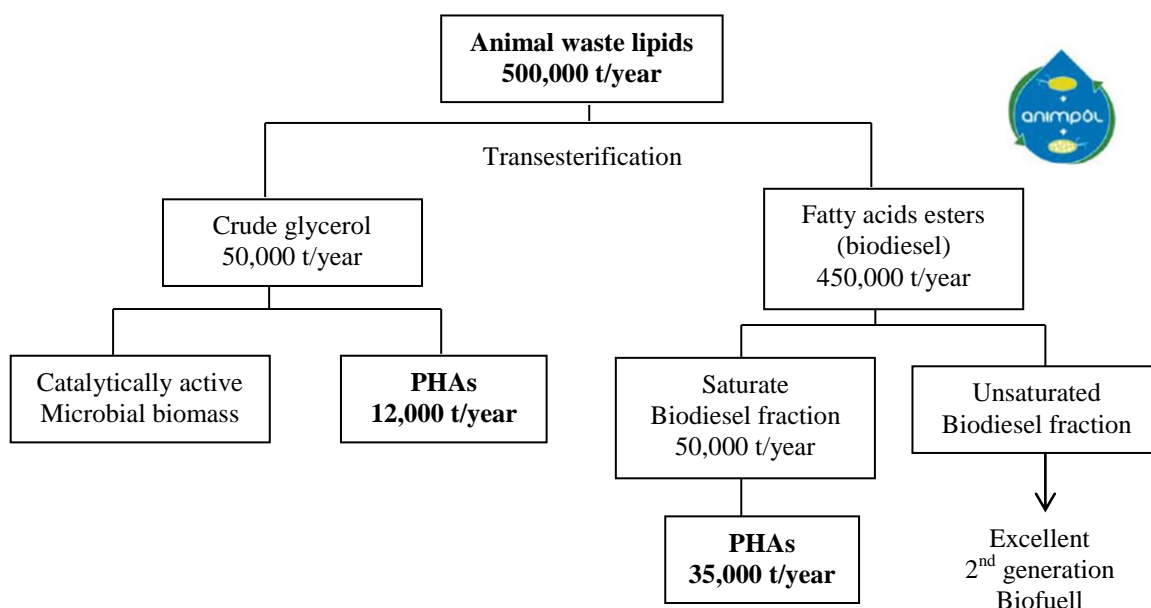 Animal waste lipids
500,000 t/year
+
animpôl
+
Transesterification
Crude glycerol
50,000 t/year
Fatty acids esters
(biodiesel)
450,000 t/year
Catalytically active
Microbial biomass
PHAs
12,000 t/year
Saturate
Biodiesel fraction
50,000 t/year
Unsaturated
Biodiesel fraction
PHAs
35,000 t/year
Excellent
2nd generation
Biofuell